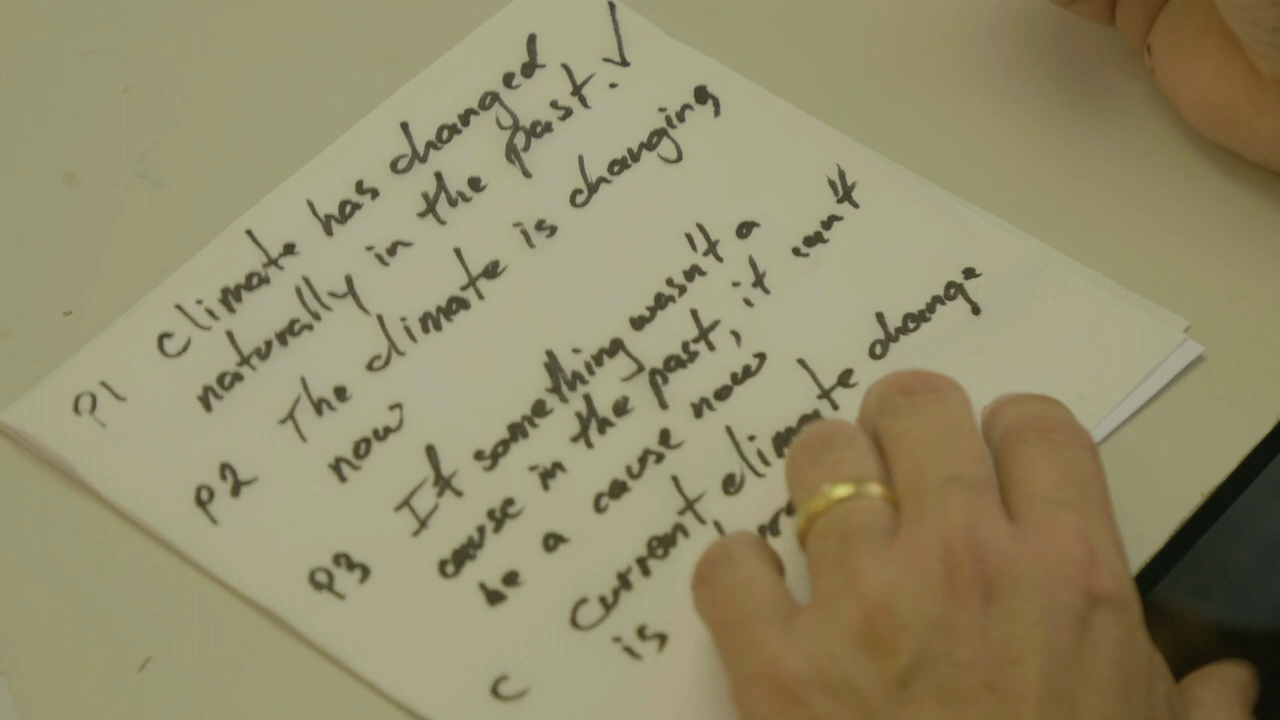 P1 Climate has changed
naturally in the past. ✓
P2 The climate is changing
now
P3 If something wasn't a
cause in the past, it can't
be a cause now
C Current climate change
is